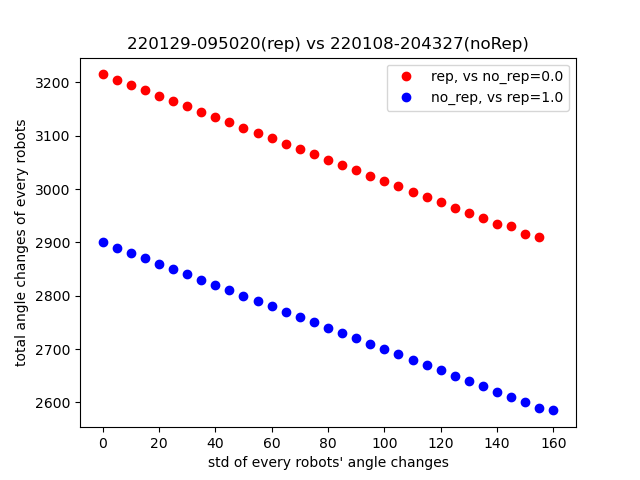 220129-095020(rep) vs 220108-204327(noRep)
rep, vs no_rep=0.0
no_rep, vs rep=1.0
total angle changes of every robots
3200
3100
3000
2900
2800
2700
2600
0 20 40 60 80 100 120 140 160
std of every robots' angle changes